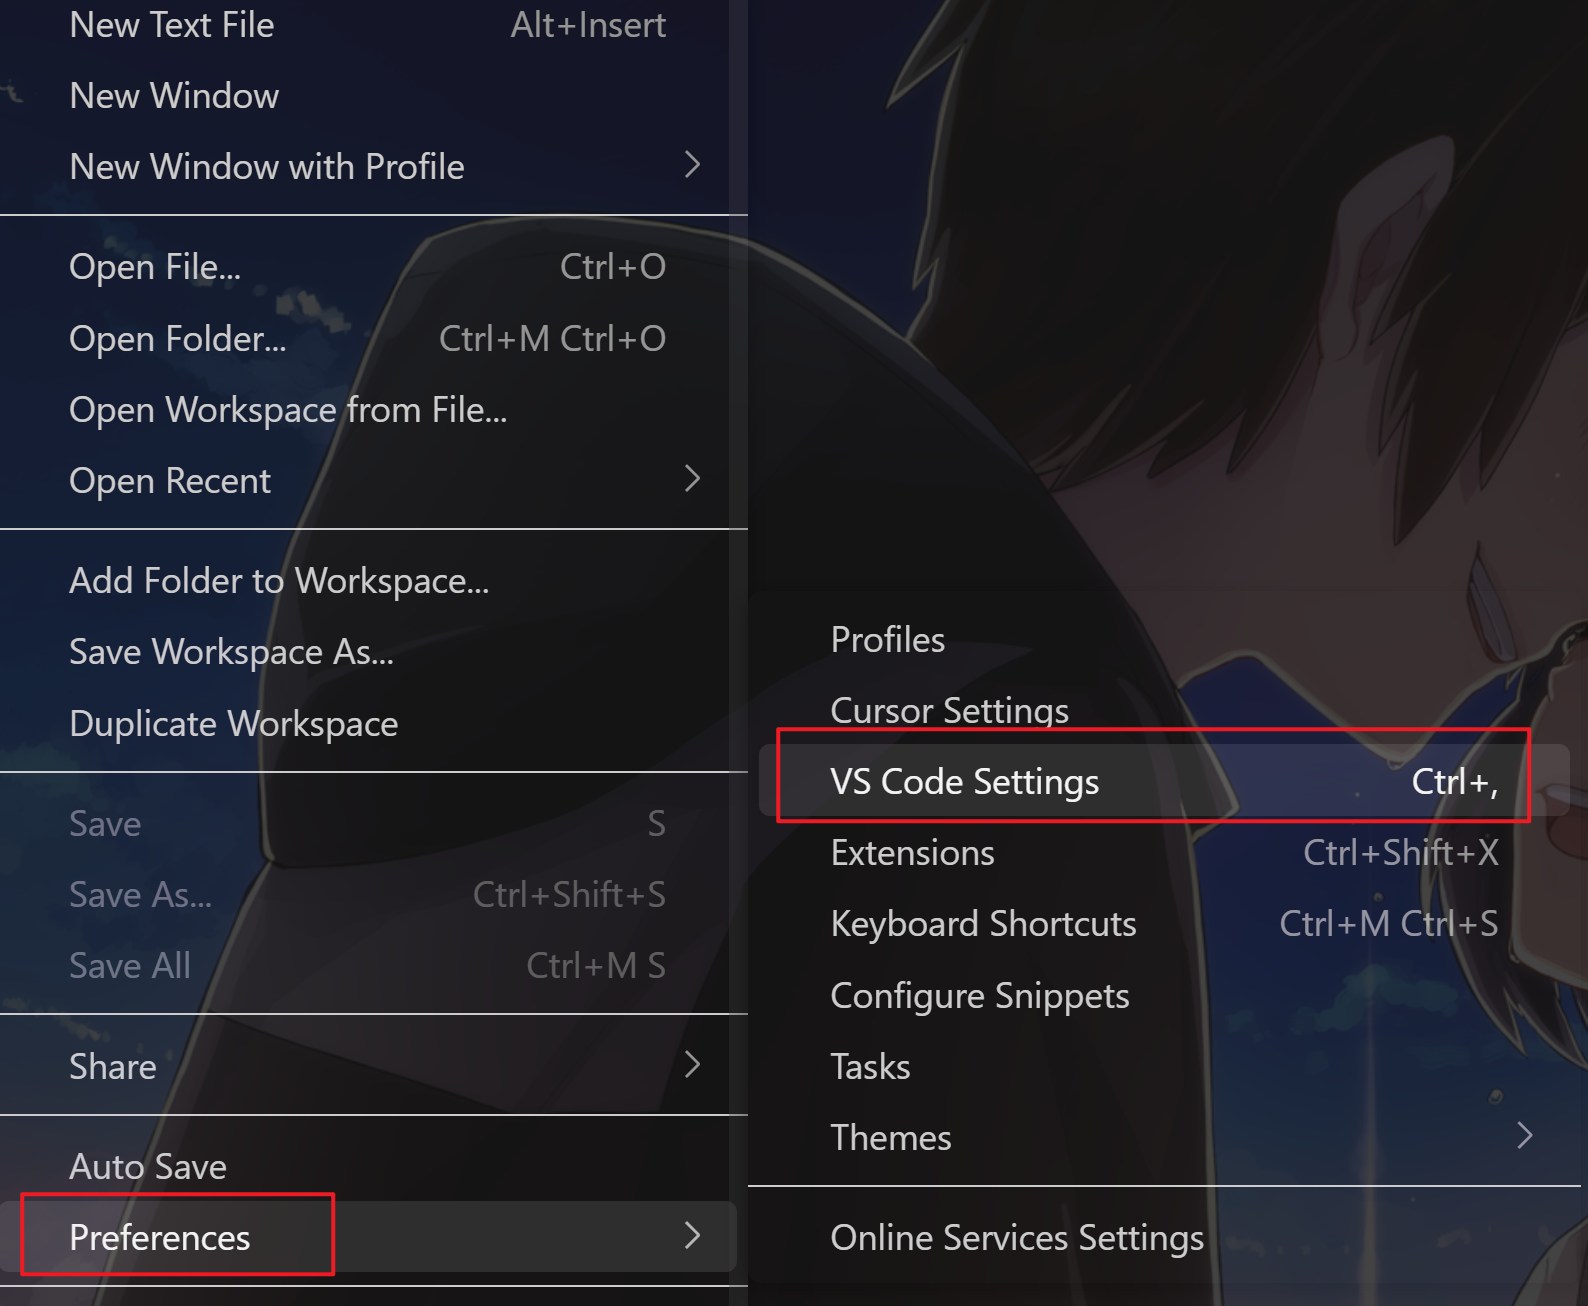 New Text File Alt+Insert
New Window
New Window with Profile
Open File... Ctrl+O
Open Folder... Ctrl+M Ctrl+O
Open Workspace from File...
Open Recent
Add Folder to Workspace...
Save Workspace As...
Duplicate Workspace
Save S
Save As... Ctrl+Shift+S
Save All Ctrl+M S
Share
Auto Save
Preferences
Profiles
Cursor Settings
VS Code Settings Ctrl+,
Extensions Ctrl+Shift+X
Keyboard Shortcuts Ctrl+M Ctrl+S
Configure Snippets
Tasks
Themes
Online Services Settings